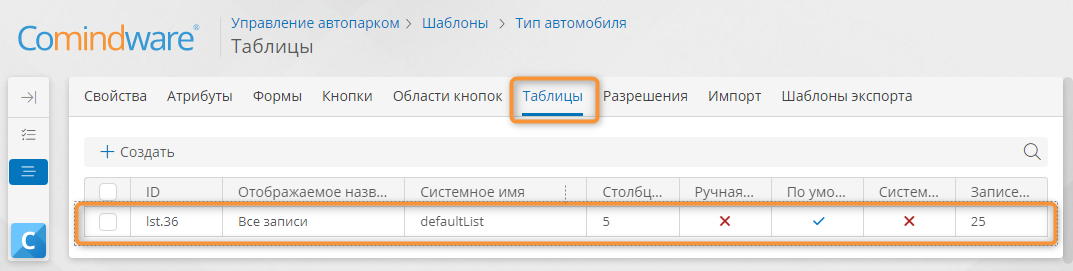 Comindware®
Управление автопарком > Шаблоны > Тип автомобиля
Таблицы
Свойства Атрибуты Формы Кнопки Области кнопок Таблицы Разрешения Импорт Шаблоны экспорта
+ Создать
ID Отображаемое назв... Системное имя Столбц... Ручная... По умо... Систем... Записе...
lst.36 Все записи defaultList 5 25
C